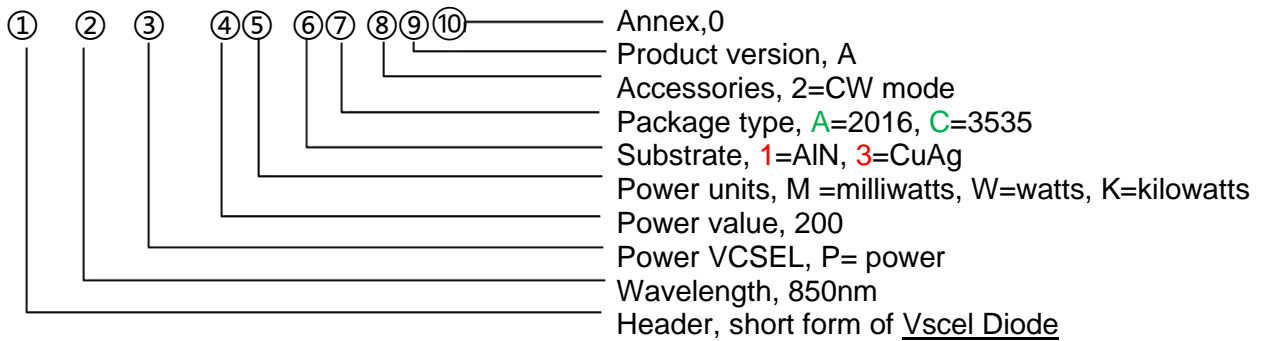 ① ② ③ ④⑤ ⑥⑦ ⑧⑨⑩
Annex,0
Product version, A
Accessories, 2=CW mode
Package type, A=2016, C=3535
Substrate, 1=AlN, 3=CuAg
Power units, M =milliwatts, W=watts, K=kilowatts
Power value, 200
Power VCSEL, P= power
Wavelength, 850nm
Header, short form of Vscel Diode